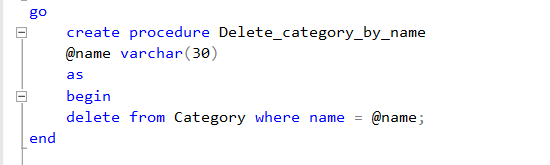 go
create procedure Delete_category_by_name
@name varchar(30)
as
begin
delete from Category where name = @name;
end